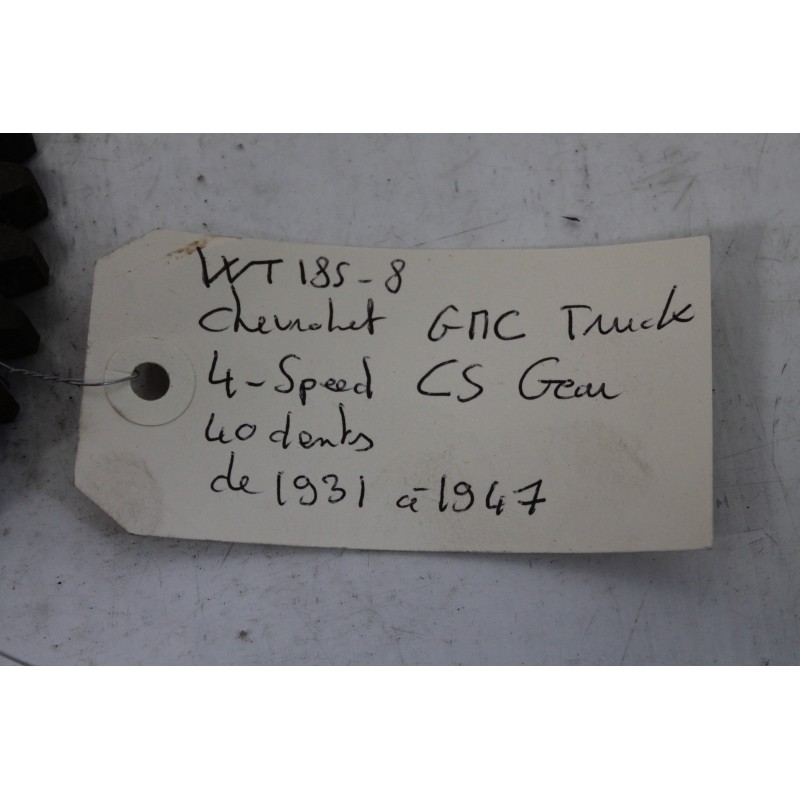 WT185-8
Chevrolet GMC Truck
4-Speed CS Gear
40 dents
de 1931 à 1947